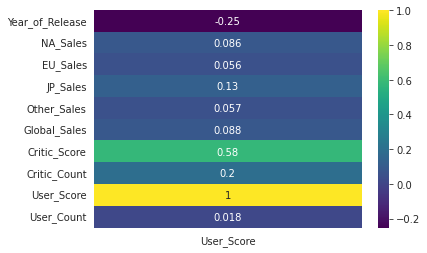 Year_of_Release -0.25
NA_Sales 0.086
EU_Sales 0.056
JP_Sales 0.13
Other_Sales 0.057
Global_Sales 0.088
Critic_Score 0.58
Critic_Count 0.2
User_Score 1
User_Count 0.018
User_Score
1.0
0.8
0.6
0.4
0.2
0.0
−0.2